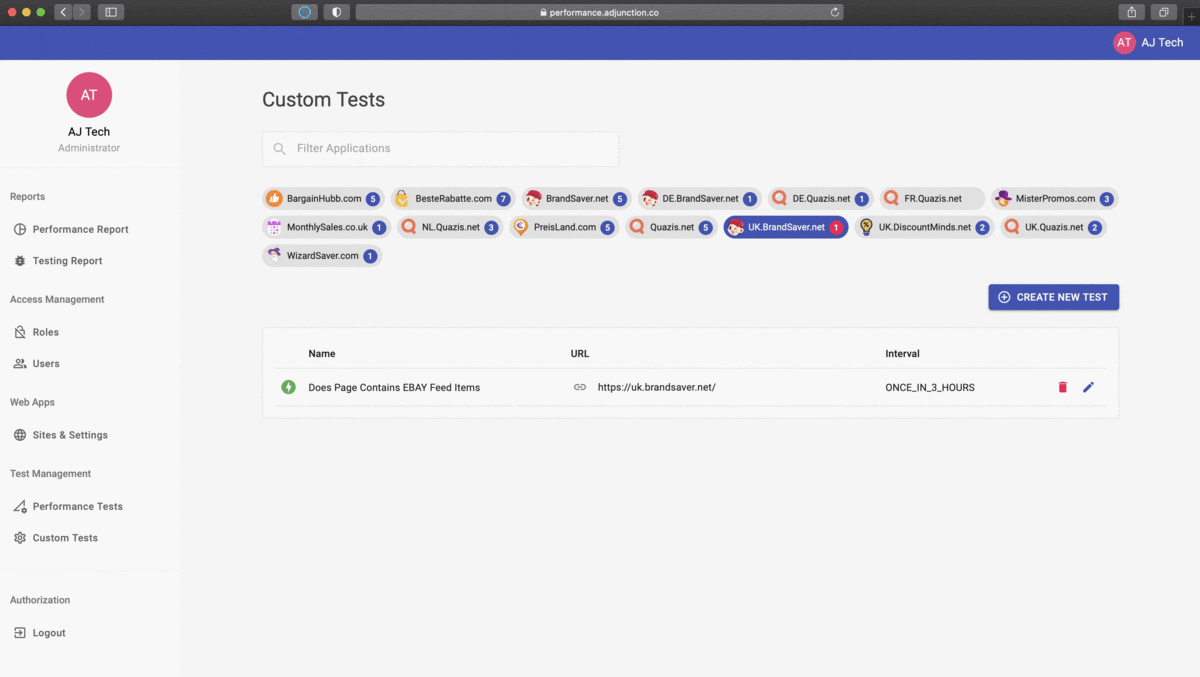 performance.adjunction.co
AT AJ Tech
AT
AJ Tech
Administrator
Reports
Performance Report
Testing Report
Access Management
Roles
Users
Web Apps
Sites & Settings
Test Management
Performance Tests
Custom Tests
Authorization
Logout
Custom Tests
Filter Applications
BargainHubb.com 5 BesteRabatte.com 7 BrandSaver.net 5 DE.BrandSaver.net 1 DE.Quazis.net 1 FR.Quazis.net MisterPromos.com 3
MonthlySales.co.uk 1 NL.Quazis.net 3 PreisLand.com 5 Quazis.net 5 UK.BrandSaver.net 1 UK.DiscountMinds.net 2 UK.Quazis.net 2
WizardSaver.com 1
CREATE NEW TEST
Name URL Interval
Does Page Contains EBAY Feed Items https://uk.brandsaver.net/ ONCE_IN_3_HOURS